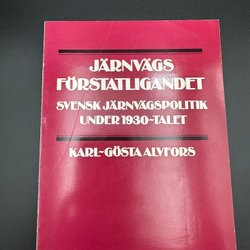 JÄRNVÄGS
FÖRSTATLIGANDET
SVENSK JÄRNVÄGSPOLITIK
UNDER 1930-TALET
KARL-GÖSTA ALVFORS